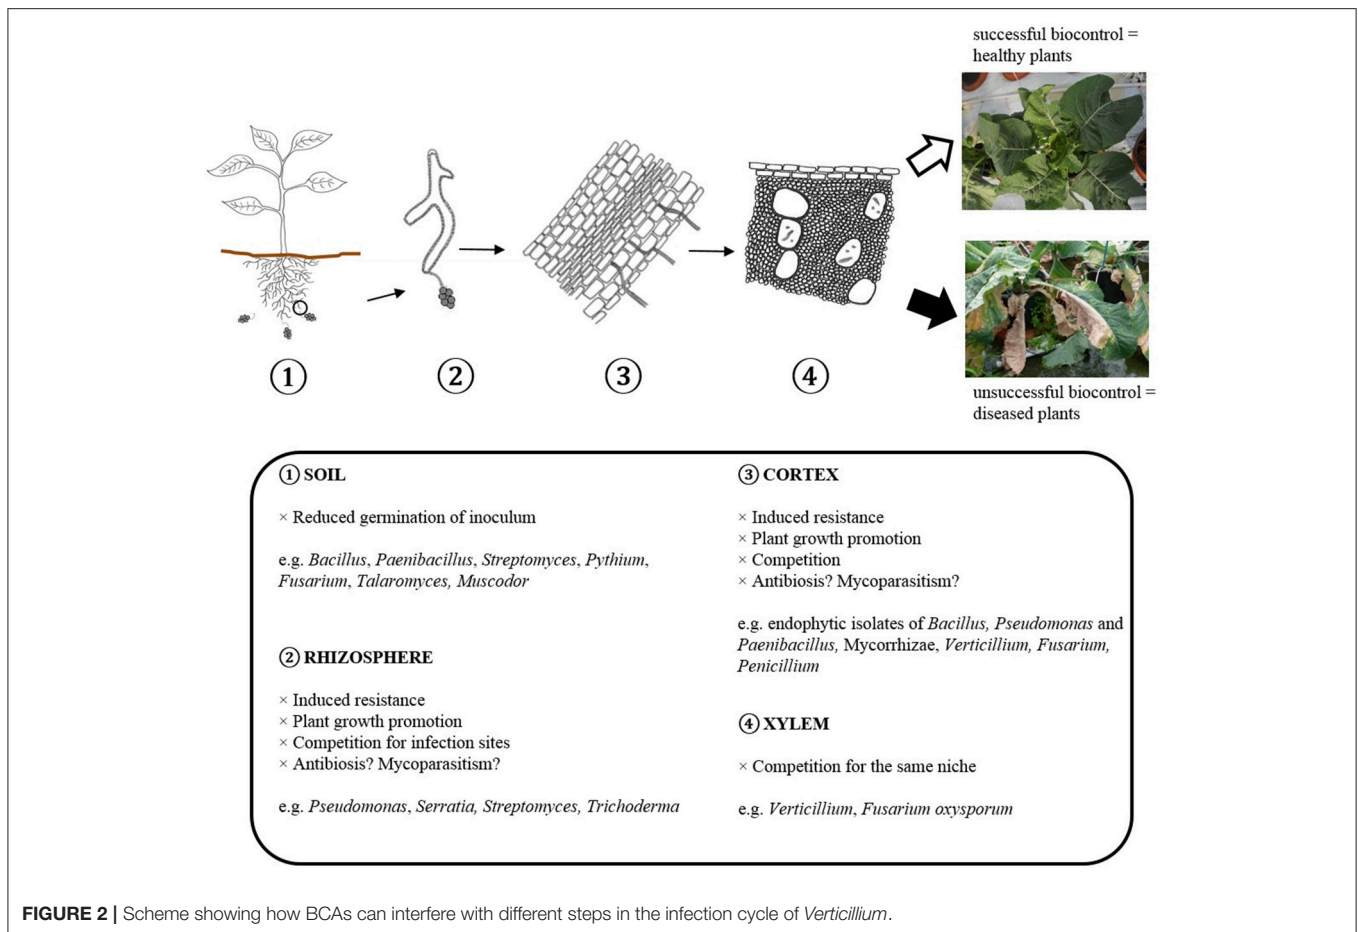 successful biocontrol =
healthy plants
① ② ③ ④
unsuccessful biocontrol =
diseased plants
① SOIL
× Reduced germination of inoculum
e.g. Bacillus, Paenibacillus, Streptomyces, Pythium,
Fusarium, Talaromyces, Muscodor
② RHIZOSPHERE
× Induced resistance
× Plant growth promotion
× Competition for infection sites
× Antibiosis? Mycoparasitism?
e.g. Pseudomonas, Serratia, Streptomyces, Trichoderma
③ CORTEX
× Induced resistance
× Plant growth promotion
× Competition
× Antibiosis? Mycoparasitism?
e.g. endophytic isolates of Bacillus, Pseudomonas and
Paenibacillus, Mycorrhizae, Verticillium, Fusarium,
Penicillium
④ XYLEM
× Competition for the same niche
e.g. Verticillium, Fusarium oxysporum
FIGURE 2 | Scheme showing how BCAs can interfere with different steps in the infection cycle of Verticillium.